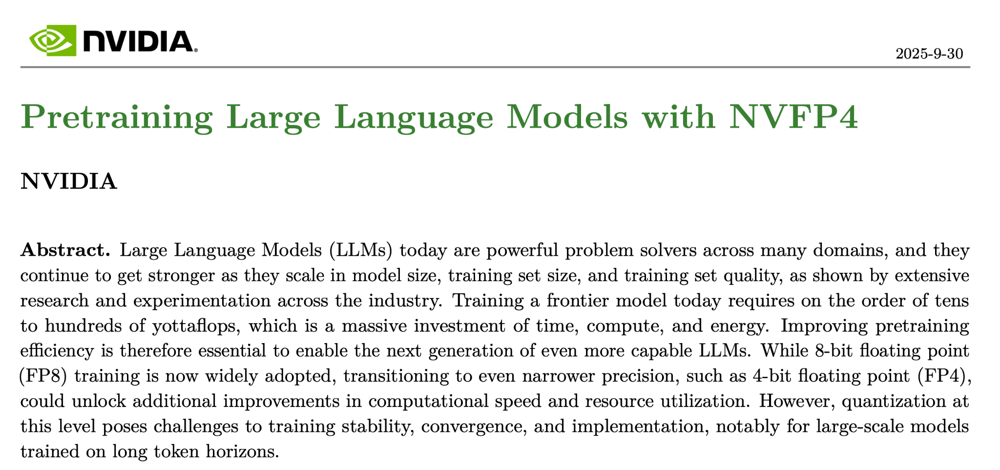 NVIDIA®
2025-9-30
Pretraining Large Language Models with NVFP4
NVIDIA
Abstract. Large Language Models (LLMs) today are powerful problem solvers across many domains, and they
continue to get stronger as they scale in model size, training set size, and training set quality, as shown by extensive
research and experimentation across the industry. Training a frontier model today requires on the order of tens
to hundreds of yottaflops, which is a massive investment of time, compute, and energy. Improving pretraining
efficiency is therefore essential to enable the next generation of even more capable LLMs. While 8-bit floating point
(FP8) training is now widely adopted, transitioning to even narrower precision, such as 4-bit floating point (FP4),
could unlock additional improvements in computational speed and resource utilization. However, quantization at
this level poses challenges to training stability, convergence, and implementation, notably for large-scale models
trained on long token horizons.